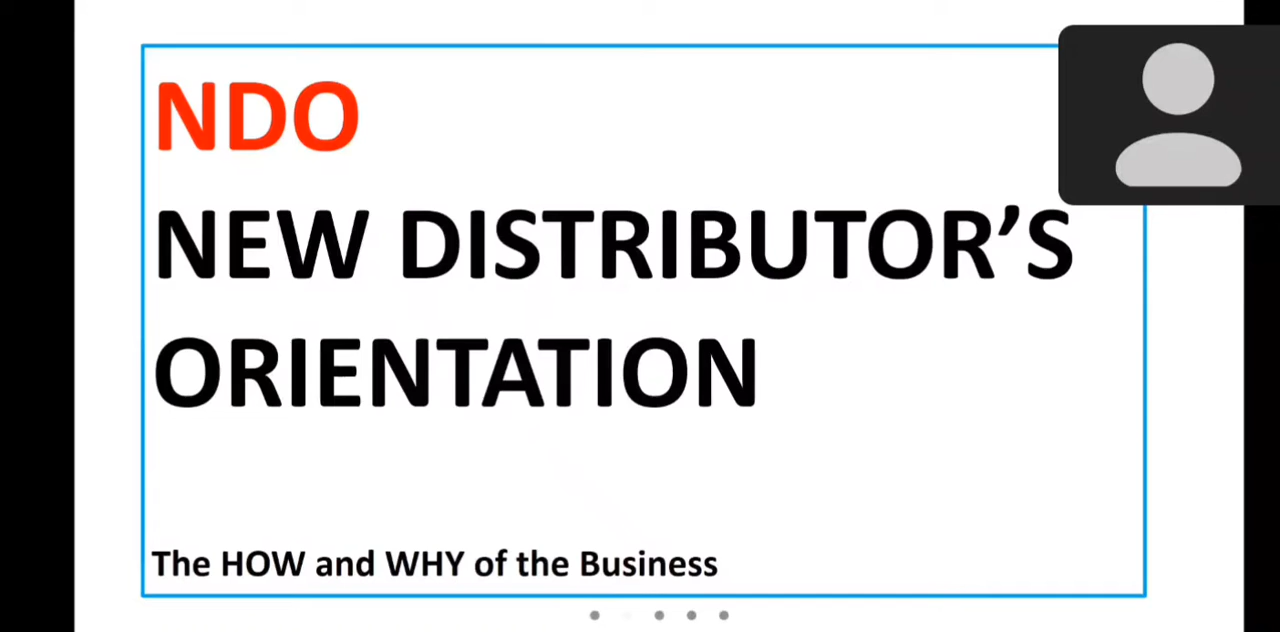 NDO
NEW DISTRIBUTOR’S
ORIENTATION
The HOW and WHY of the Business